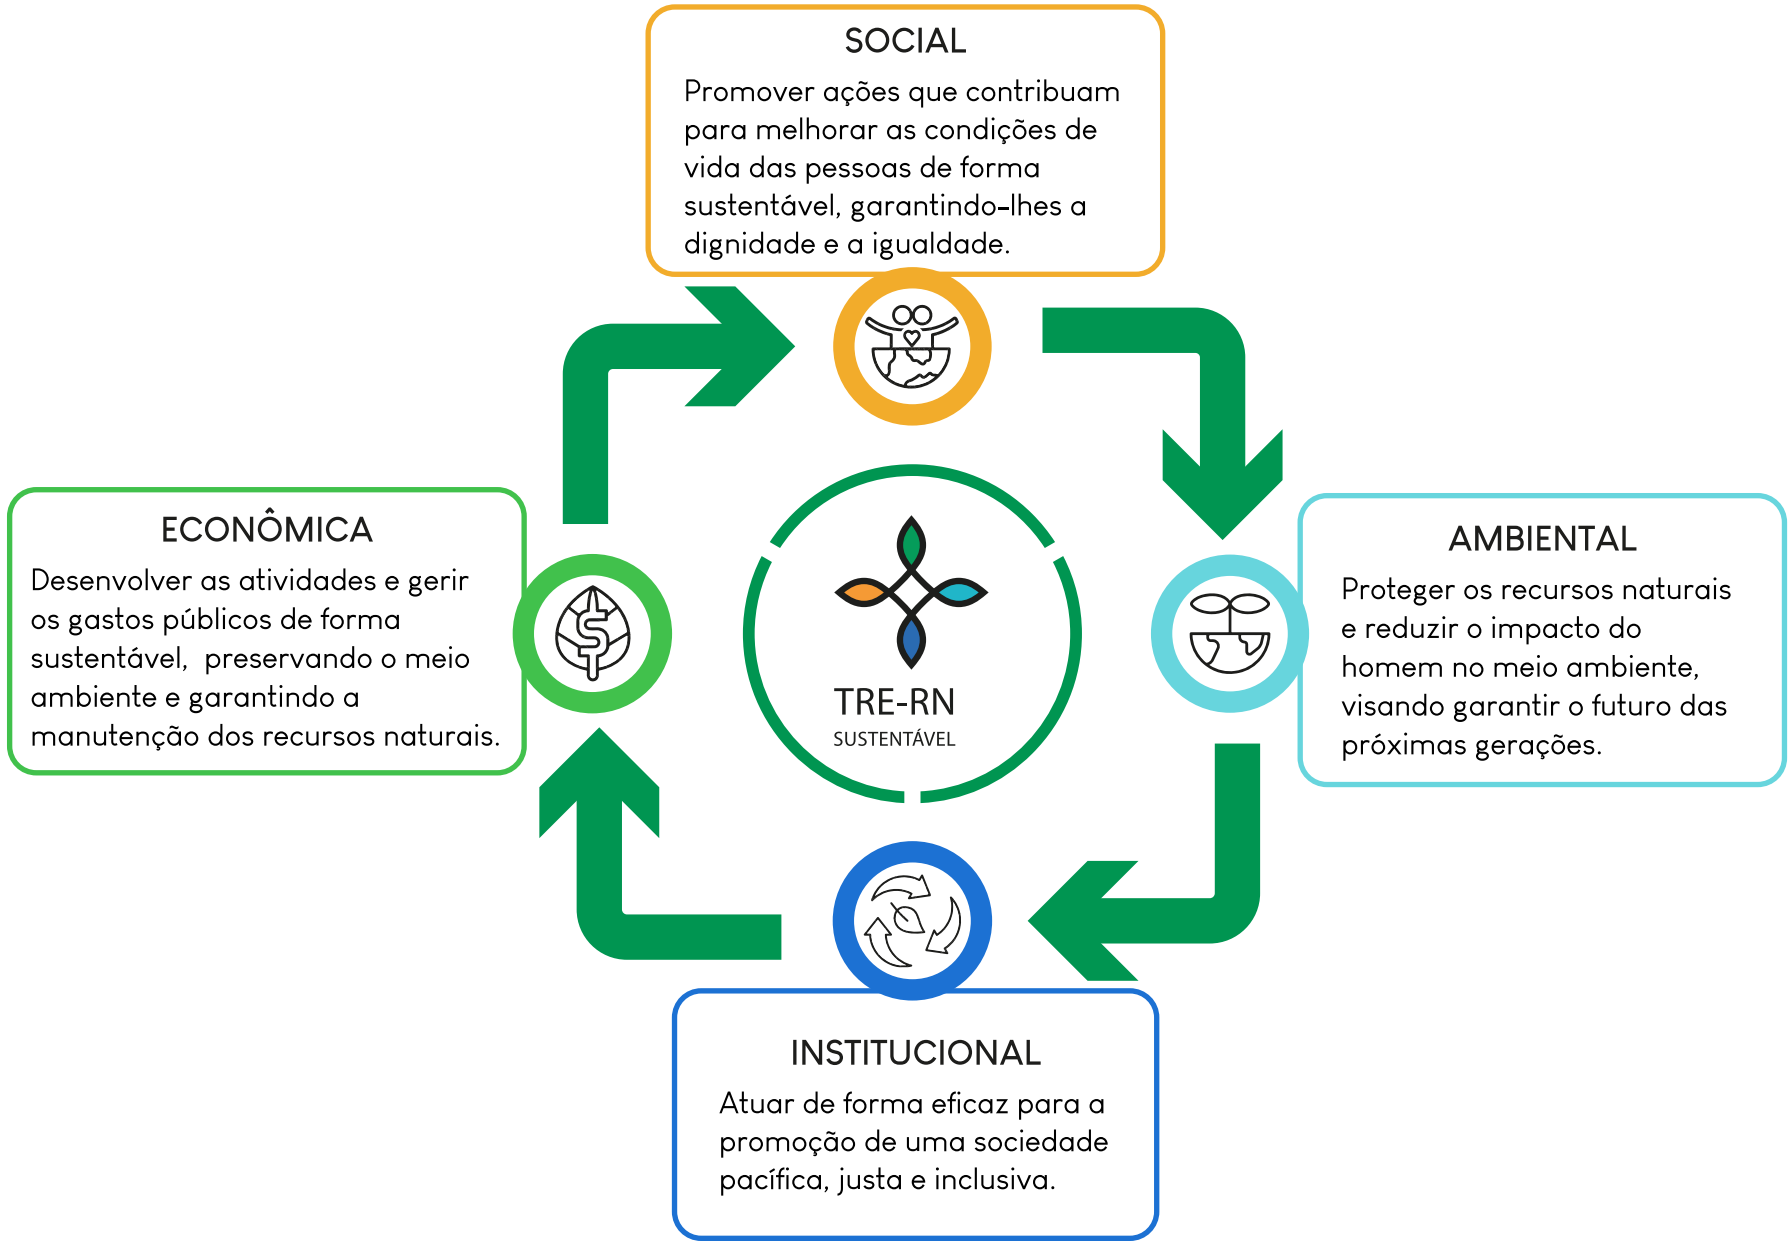 SOCIAL
Promover ações que contribuam
para melhorar as condições de
vida das pessoas de forma
sustentável, garantindo-lhes a
dignidade e a igualdade.
ECONÔMICA
Desenvolver as atividades e gerir
os gastos públicos de forma
sustentável, preservando o meio
ambiente e garantindo a
manutenção dos recursos naturais.
TRE-RN
SUSTENTÁVEL
AMBIENTAL
Proteger os recursos naturais
e reduzir o impacto do
homem no meio ambiente,
visando garantir o futuro das
próximas gerações.
INSTITUCIONAL
Atuar de forma eficaz para a
promoção de uma sociedade
pacífica, justa e inclusiva.